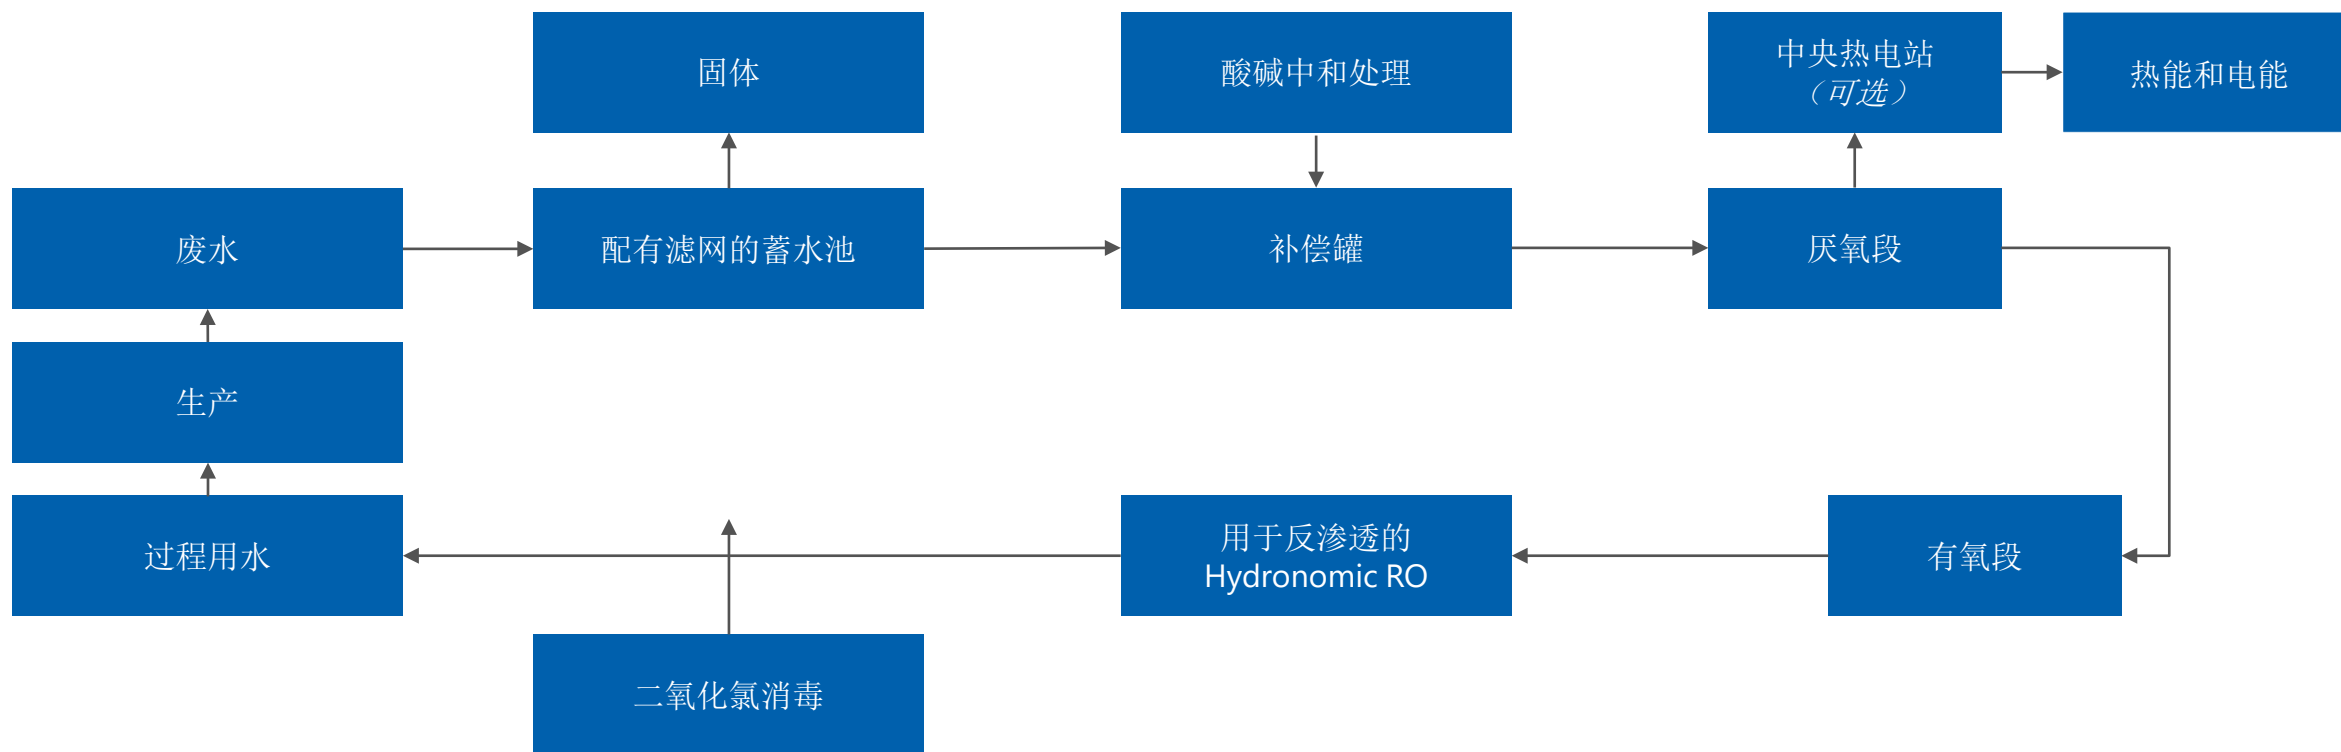 固体
酸碱中和处理
中央热电站
（可选）
热能和电能
废水
配有滤网的蓄水池
补偿罐
厌氧段
生产
过程用水
用于反渗透的
Hydronomic RO
有氧段
二氧化氯消毒